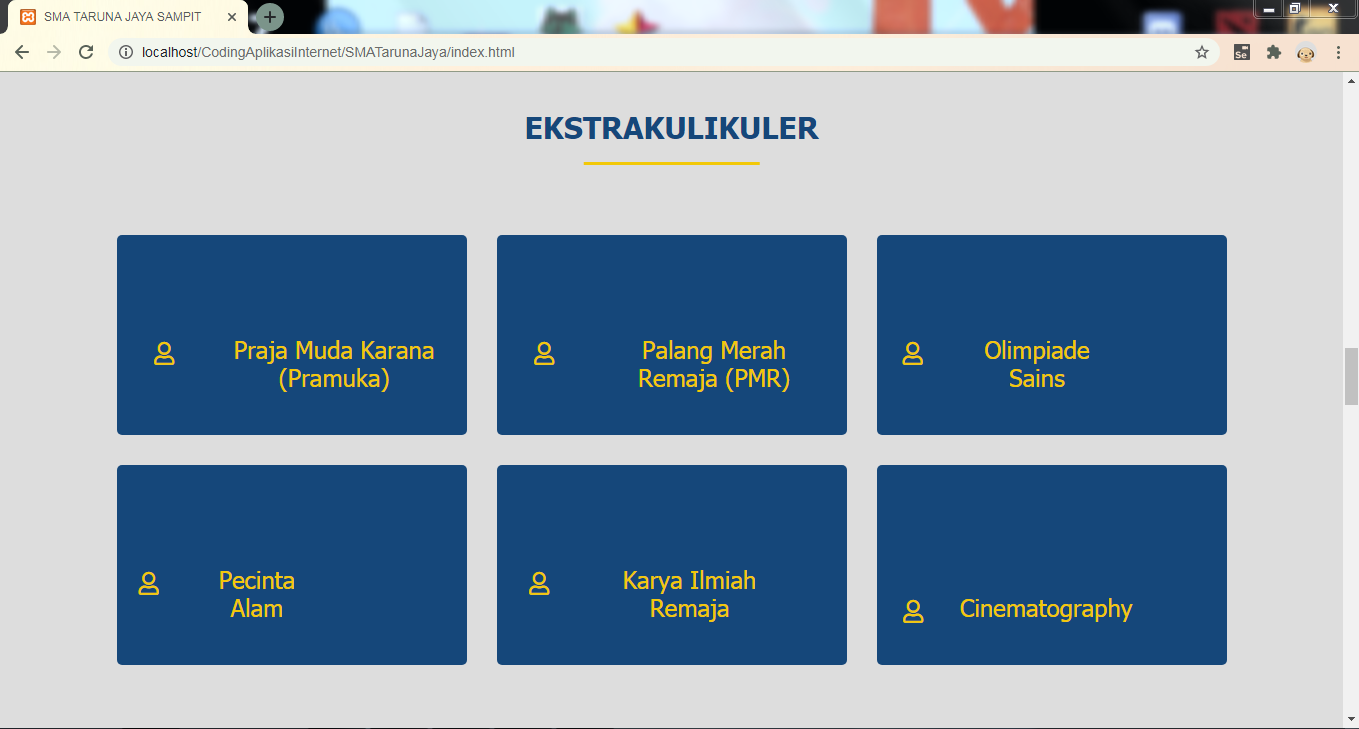 SMA TARUNA JAYA SAMPIT
localhost/CodingAplikasiInternet/SMATarunaJaya/index.html
Se
EKSTRAKULIKULER
Praja Muda Karana
(Pramuka)
Palang Merah
Remaja (PMR)
Olimpiade
Sains
Pecinta
Alam
Karya Ilmiah
Remaja
Cinematography